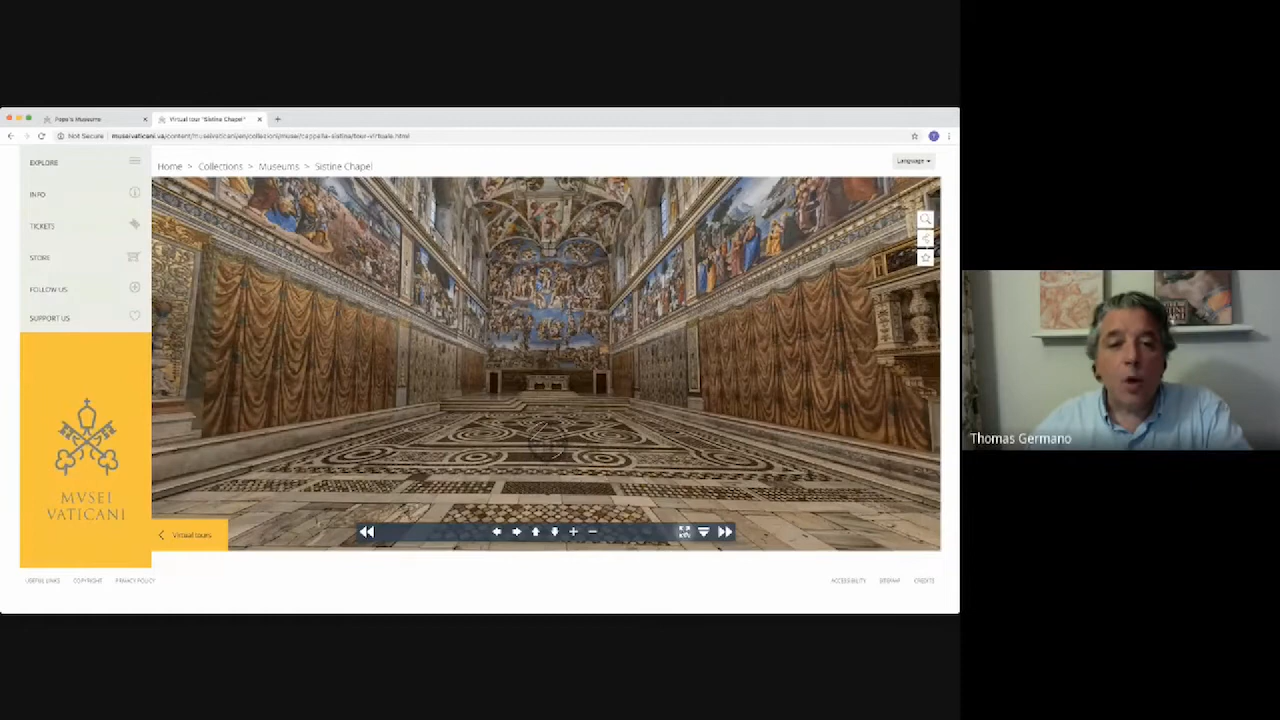 Pope's Museums
Virtual tour "Sistine Chapel"
Not Secure
museivaticani.va/content/museivaticani/en/collezioni/musei/cappella-sistina/tour-virtuale.html
EXPLORE
INFO
TICKETS
STORE
FOLLOW US
SUPPORT US
MVSEI
VATICANI
Home > Collections > Museums > Sistine Chapel
Language
Virtual tours
USEFUL LINKS COPYRIGHT PRIVACY POLICY
ACCESSIBILITY SITEMAP CREDITS
Thomas Germano